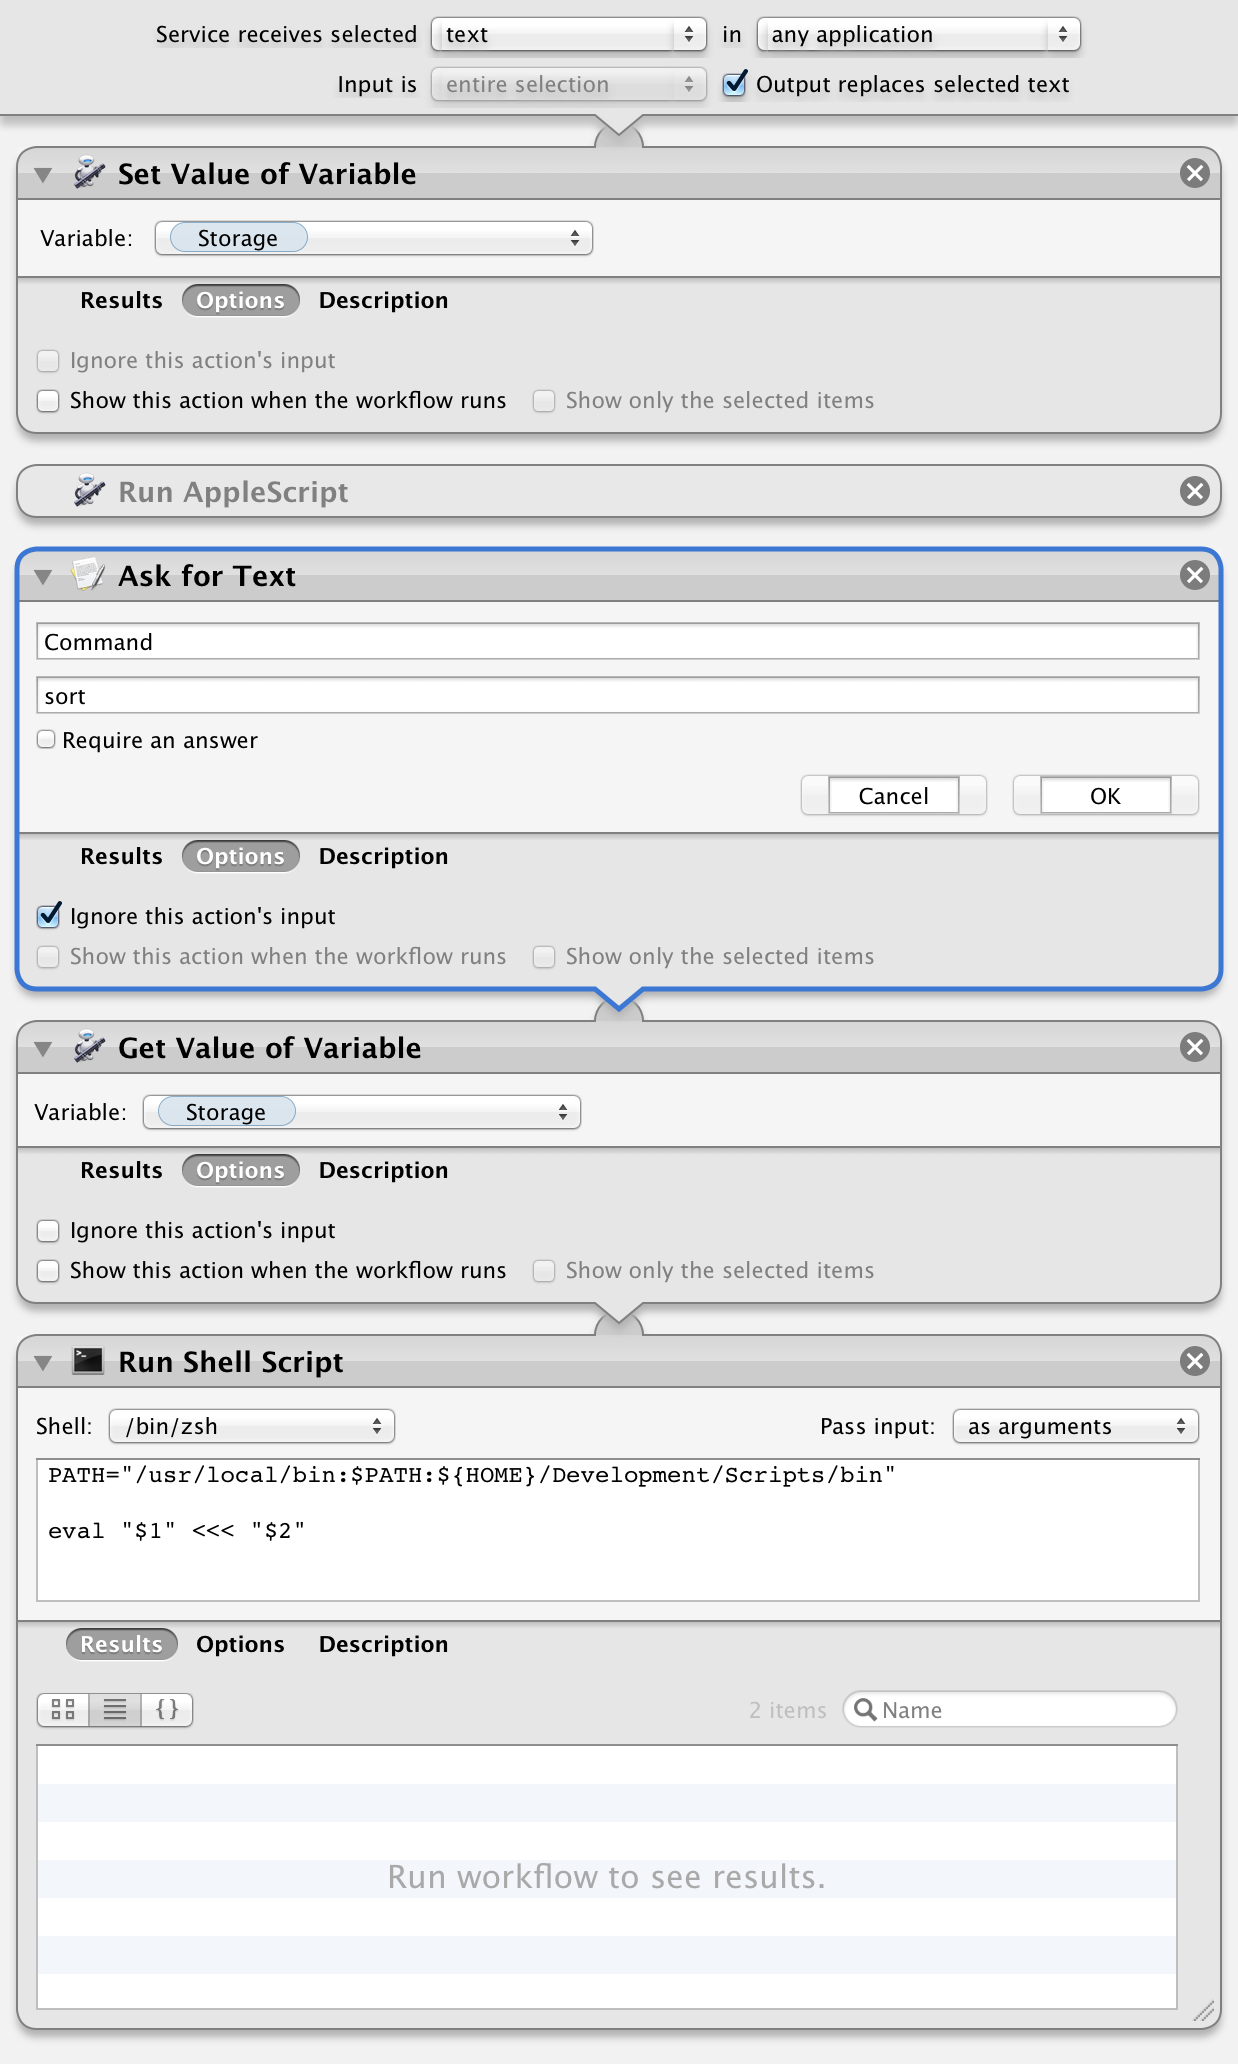 Service receives selected text in any application
Input is entire selection Output replaces selected text
Set Value of Variable
Variable: Storage
Results Options Description
Ignore this action's input
Show this action when the workflow runs Show only the selected items
Run AppleScript
Ask for Text
Command
sort
Require an answer
Cancel OK
Results Options Description
Ignore this action's input
Show this action when the workflow runs Show only the selected items
Get Value of Variable
Variable: Storage
Results Options Description
Ignore this action's input
Show this action when the workflow runs Show only the selected items
Run Shell Script
Shell: /bin/zsh Pass input: as arguments
PATH="/usr/local/bin:$PATH:${HOME}/Development/Scripts/bin"
eval "$1" <<< "$2"
Results Options Description
{} 2 items Name
Run workflow to see results.